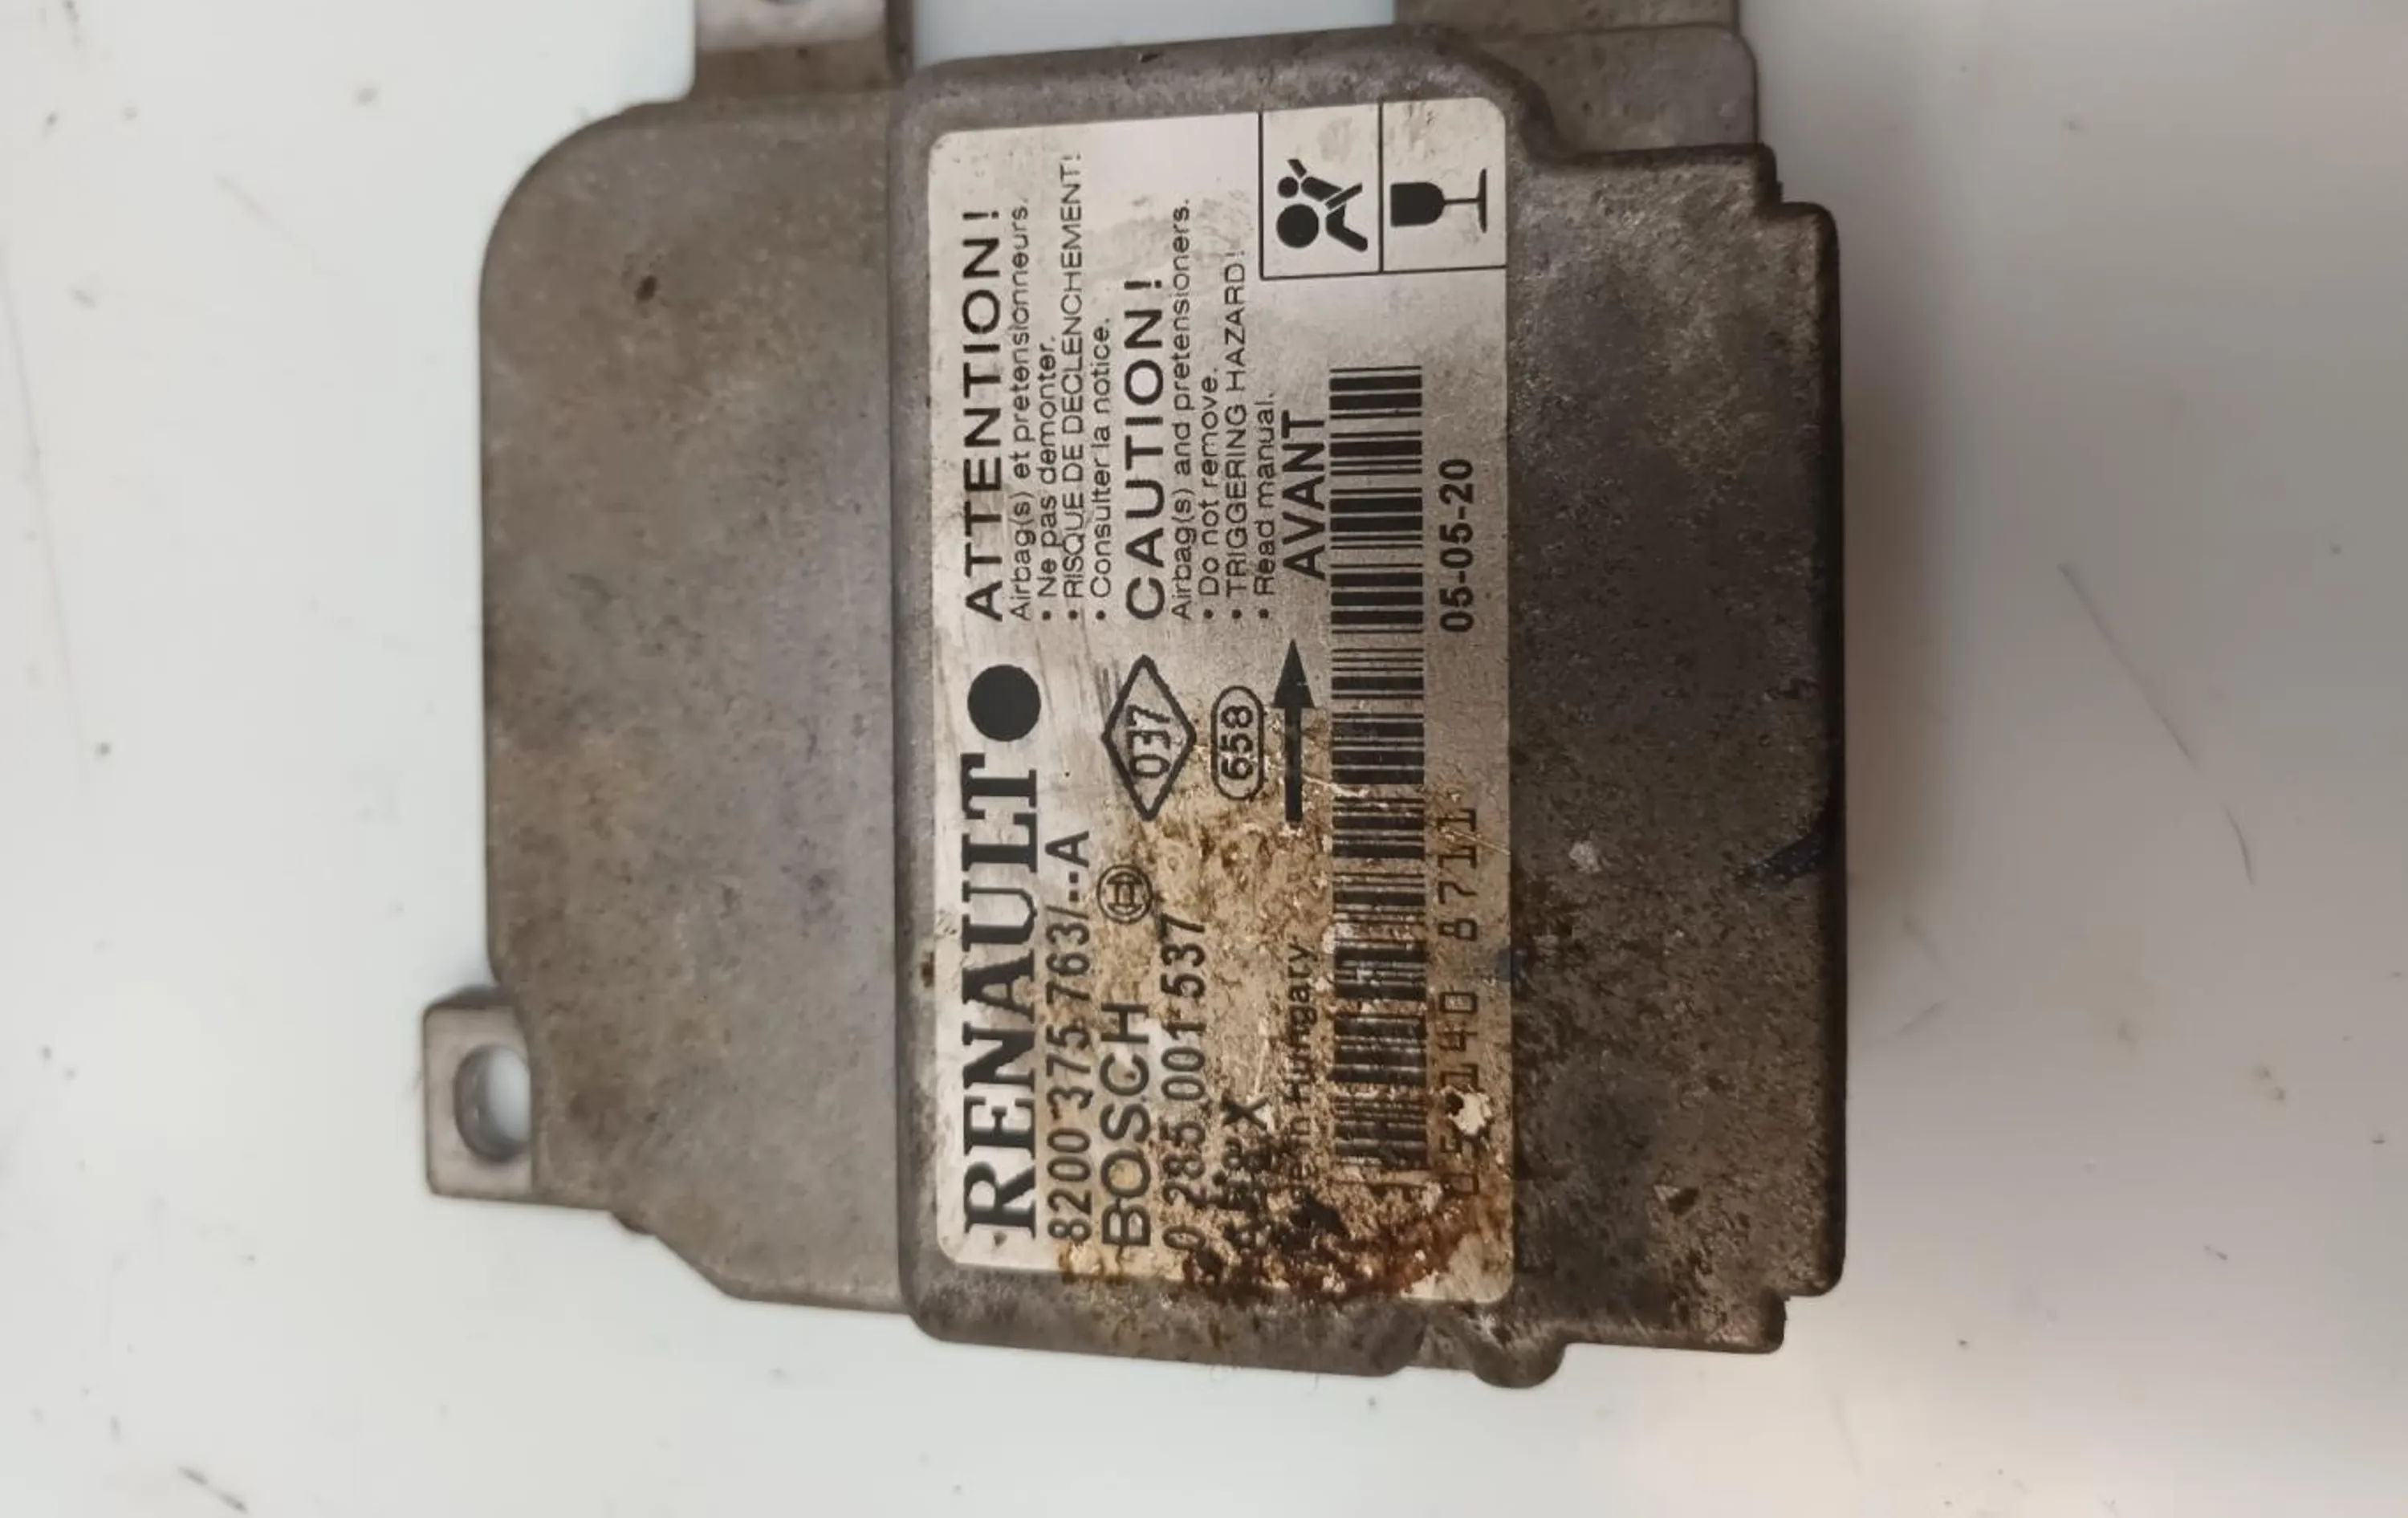 RENAULT
8200 375 763/--A
BOSCH
0 285 001 537
Hungary
037
658
ATTENTION!
Airbag(s) et pretensionneurs.
• Ne pas demonter.
• RISQUE DE DECLENCHEMENT!
• Consulter la notice.
CAUTION!
Airbag(s) and pretensioners.
• Do not remove.
• TRIGGERING HAZARD!
• Read manual.
AVANT
05-05-20